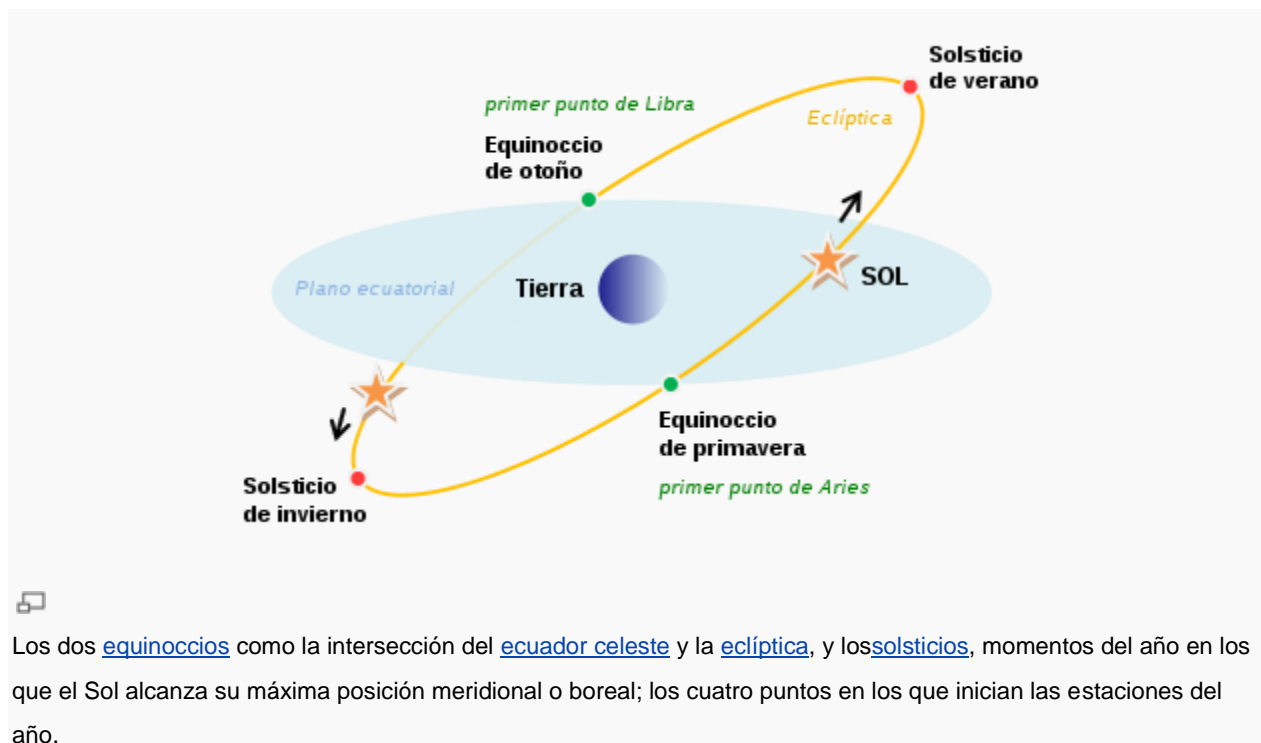 Solsticio
de verano
primer punto de Libra
Eclíptica
Equinoccio
de otoño
SOL
Plano ecuatorial
Tierra
Equinoccio
de primavera
Solsticio
de invierno
primer punto de Aries
Los dos equinoccios como la intersección del ecuador celeste y la eclíptica, y lossolsticios, momentos del año en los
que el Sol alcanza su máxima posición meridional o boreal; los cuatro puntos en los que inician las estaciones del
año.